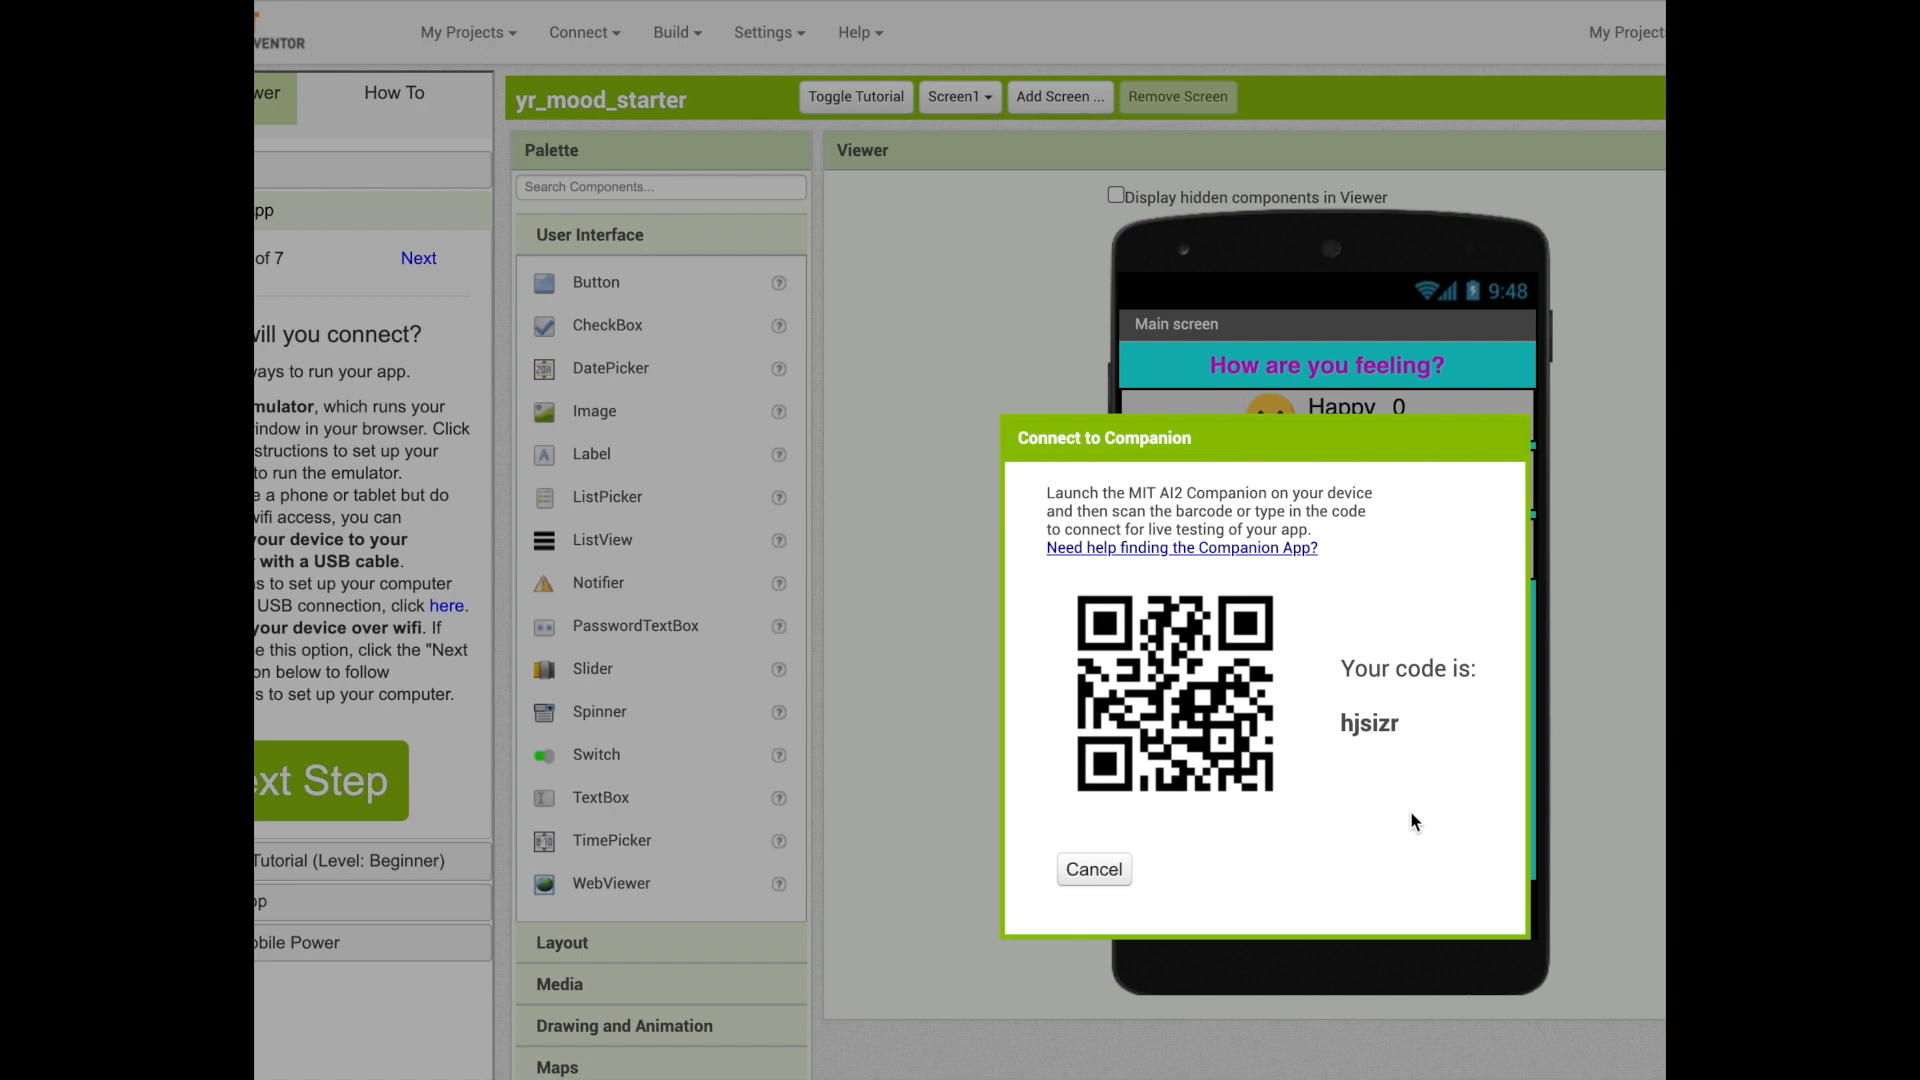 VENTOR
My Projects
Connect
Build
Settings
Help
My Project
wer
How To
pp
of 7
Next
will you connect?
ways to run your app.
mulator, which runs your
indow in your browser. Click
structions to set up your
to run the emulator.
e a phone or tablet but do
wifi access, you can
our device to your
with a USB cable.
s to set up your computer
USB connection, click here.
your device over wifi. If
e this option, click the "Next
on below to follow
s to set up your computer.
ext Step
Tutorial (Level: Beginner)
pp
obile Power
yr_mood_starter
Toggle Tutorial
Screen1
Add Screen ...
Remove Screen
Palette
Search Components...
User Interface
Button
CheckBox
DatePicker
Image
Label
ListPicker
ListView
Notifier
PasswordTextBox
Slider
Spinner
Switch
TextBox
TimePicker
WebViewer
Layout
Media
Drawing and Animation
Maps
Viewer
Display hidden components in Viewer
9:48
Main screen
How are you feeling?
Happy 0
Connect to Companion
Launch the MIT AI2 Companion on your device
and then scan the barcode or type in the code
to connect for live testing of your app.
Need help finding the Companion App?
Your code is:
hjsizr
Cancel